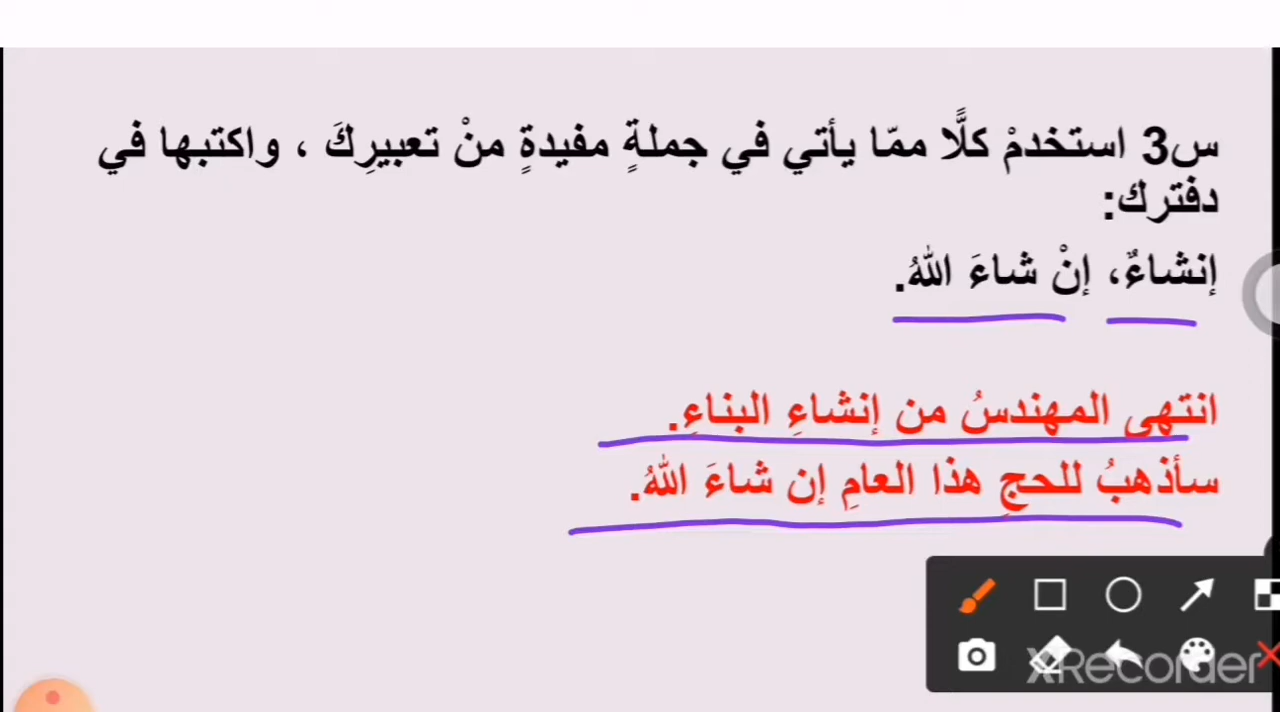 س3 استخدمْ كلًّا ممّا يأتي في جملةٍ مفيدةٍ منْ تعبيرِكَ ، واكتبها في
دفترك:
إنشاءٌ، إنْ شاءَ اللهُ.
انتهى المهندسُ من إنشاءِ البناءِ.
سأذهبُ للحجِ هذا العامِ إن شاءَ اللهُ.
XRecorder